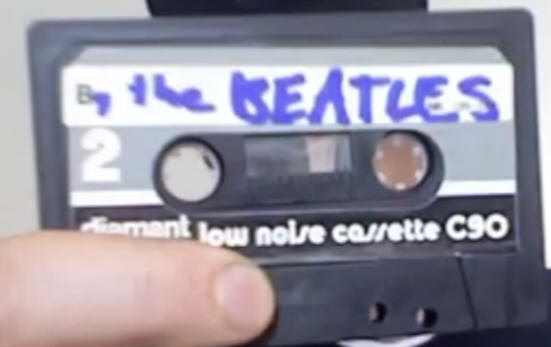 By the BEATLES
2
diamant low noise cassette C90